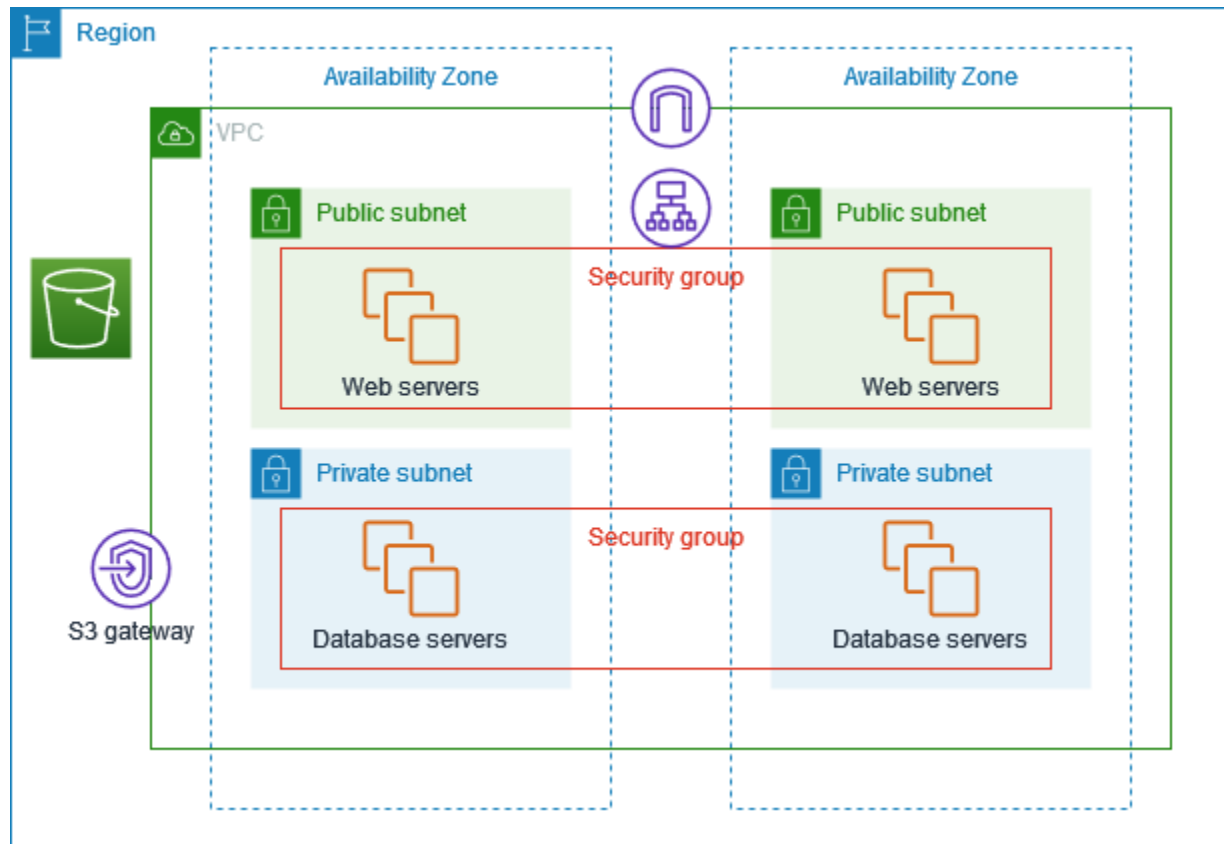 Region
Availability Zone
Availability Zone
VPC
Public subnet
Public subnet
Security group
Web servers
Web servers
Private subnet
Private subnet
Security group
S3 gateway
Database servers
Database servers